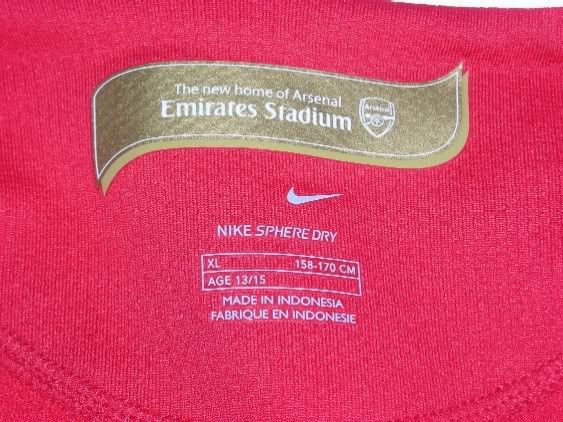 The new home of Arsenal
Emirates Stadium
Arsenal
NIKE SPHERE DRY
XL 158-170 CM
AGE 13/15
MADE IN INDONESIA
FABRIQUE EN INDONESIE